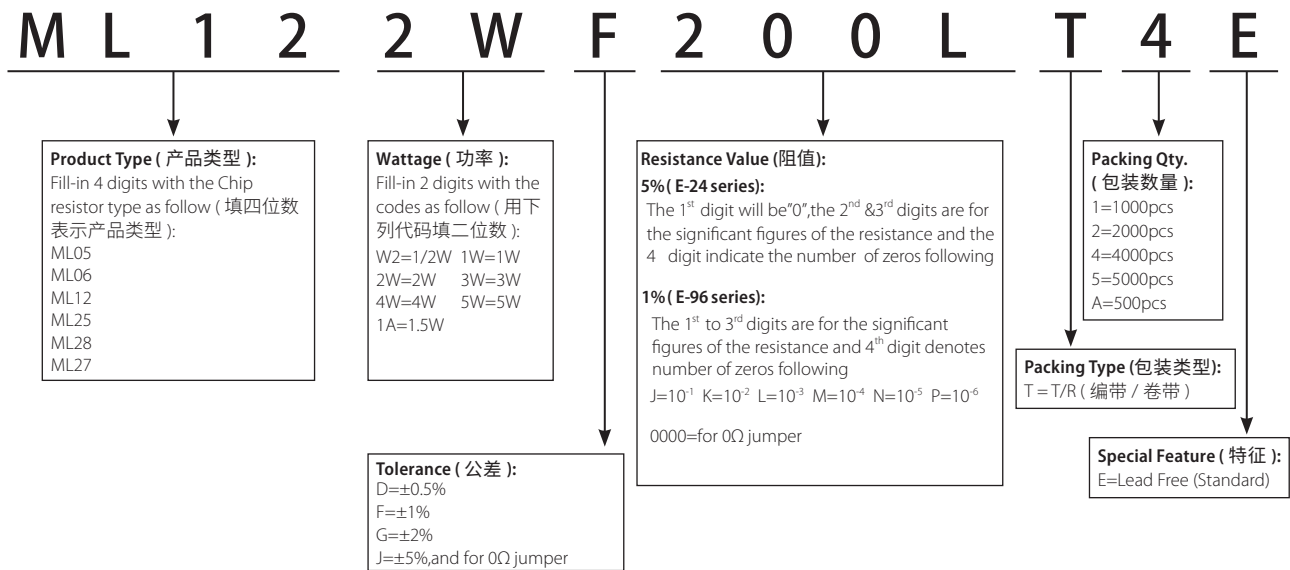 M L 1 2 2 W F 2 0 0 L T 4 E
Product Type ( 产品类型 ):
Fill-in 4 digits with the Chip
resistor type as follow ( 填四位数
表示产品类型 ):
ML05
ML06
ML12
ML25
ML28
ML27
Wattage ( 功率 ):
Fill-in 2 digits with the
codes as follow ( 用下
列代码填二位数 ):
W2=1/2W 1W=1W
2W=2W 3W=3W
4W=4W 5W=5W
1A=1.5W
Tolerance ( 公差 ):
D=±0.5%
F=±1%
G=±2%
J=±5%,and for 0Ω jumper
Resistance Value (阻值):
5%( E-24 series):
The 1st digit will be"0",the 2nd &3rd digits are for
the significant figures of the resistance and the
4 digit indicate the number of zeros following
1%( E-96 series):
The 1st to 3rd digits are for the significant
figures of the resistance and 4th digit denotes
number of zeros following
J=10⁻¹ K=10⁻² L=10⁻³ M=10⁻⁴ N=10⁻⁵ P=10⁻⁶
0000=for 0Ω jumper
Packing Type (包装类型):
T = T/R ( 编带 / 卷带 )
Packing Qty.
( 包装数量 ):
1=1000pcs
2=2000pcs
4=4000pcs
5=5000pcs
A=500pcs
Special Feature ( 特征 ):
E=Lead Free (Standard)